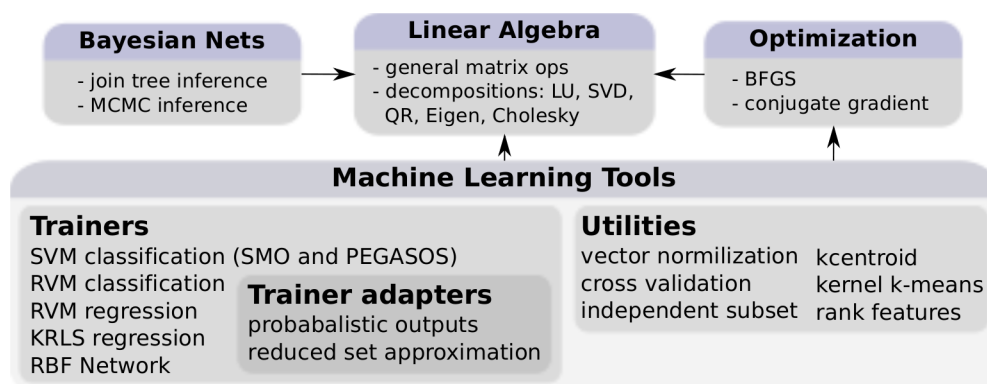 Bayesian Nets
- join tree inference
- MCMC inference
Linear Algebra
- general matrix ops
- decompositions: LU, SVD,
QR, Eigen, Cholesky
Optimization
- BFGS
- conjugate gradient
Machine Learning Tools
Trainers
SVM classification (SMO and PEGASOS)
RVM classification
RVM regression
KRLS regression
RBF Network
Trainer adapters
probabalistic outputs
reduced set approximation
Utilities
vector normilization
cross validation
independent subset
kcentroid
kernel k-means
rank features